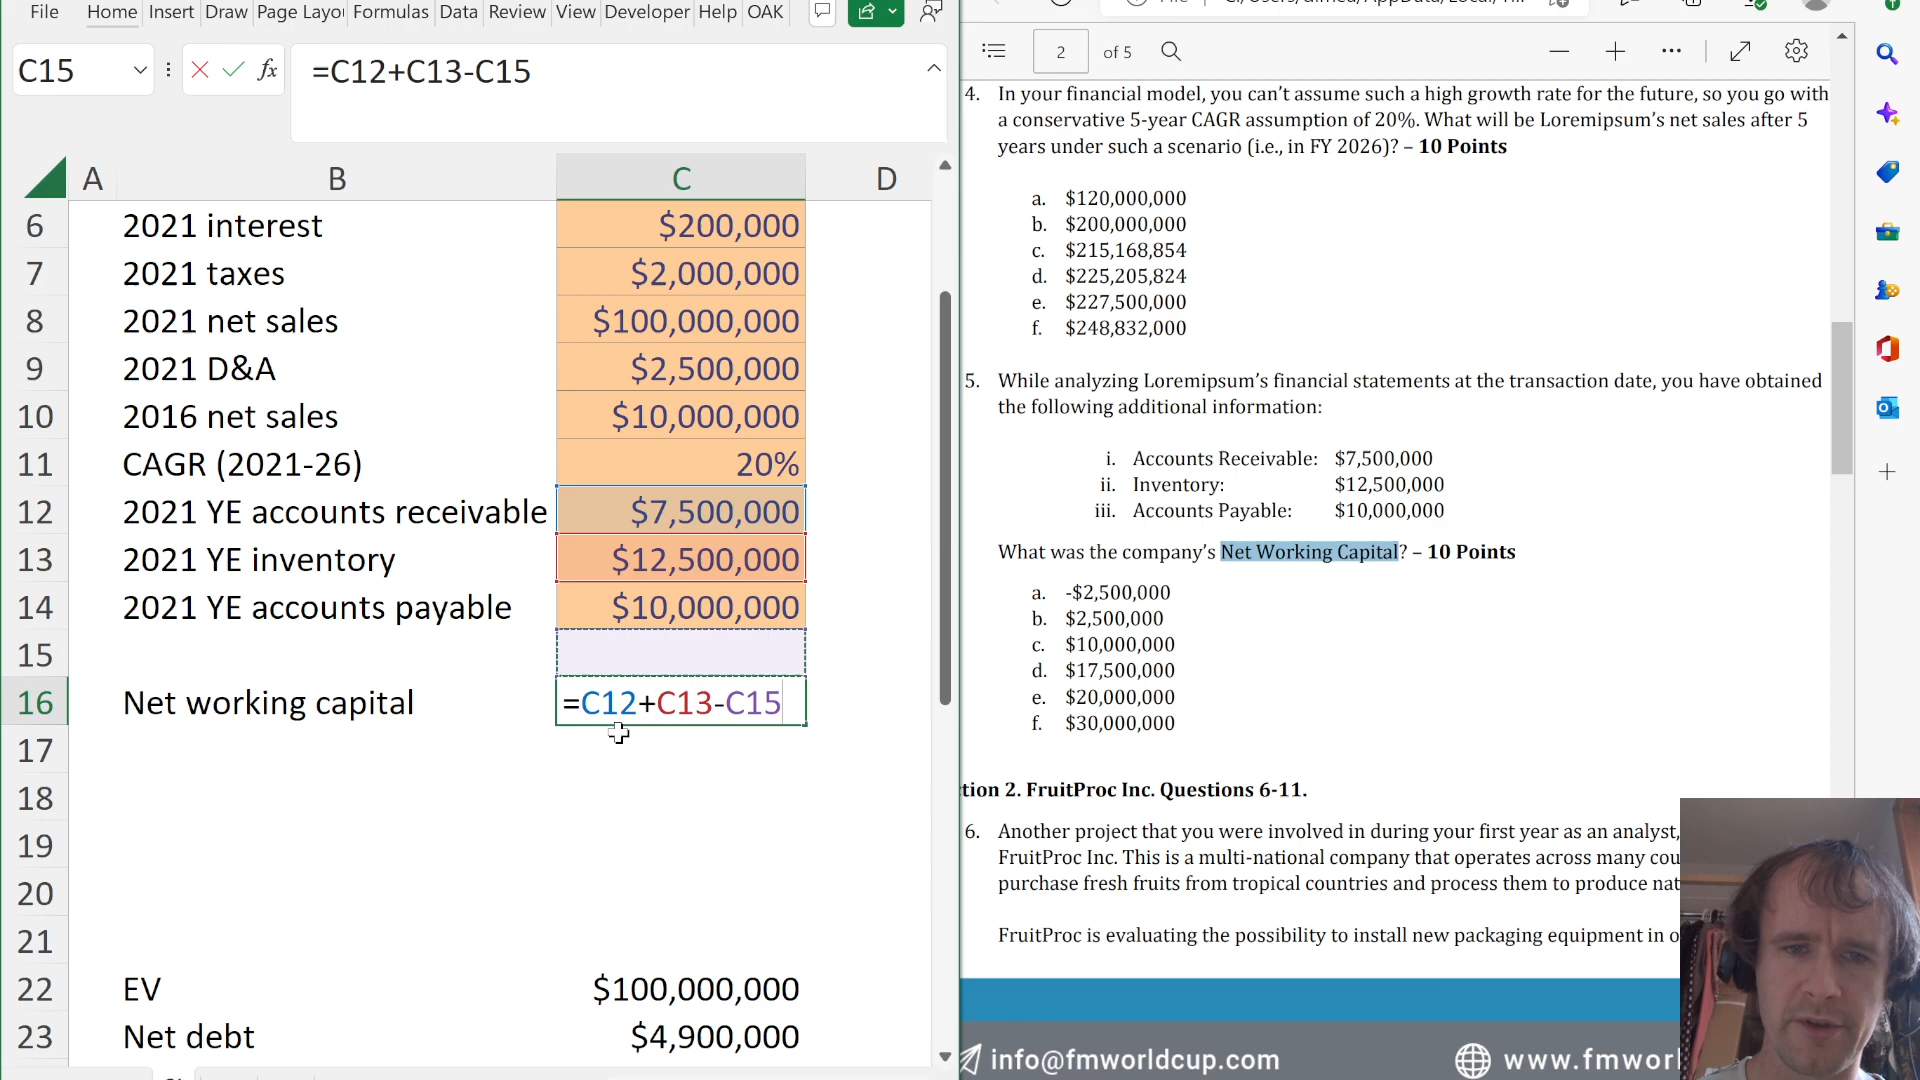 File Home Insert Draw Page Layo Formulas Data Review View Developer Help OAK
C15 fx =C12+C13-C15
A B C D
6 2021 interest $200,000
7 2021 taxes $2,000,000
8 2021 net sales $100,000,000
9 2021 D&A $2,500,000
10 2016 net sales $10,000,000
11 CAGR (2021-26) 20%
12 2021 YE accounts receivable $7,500,000
13 2021 YE inventory $12,500,000
14 2021 YE accounts payable $10,000,000
15
16 Net working capital =C12+C13-C15
17
18
19
20
21
22 EV $100,000,000
23 Net debt $4,900,000
2 of 5
4. In your financial model, you can't assume such a high growth rate for the future, so you go with
a conservative 5-year CAGR assumption of 20%. What will be Loremipsum's net sales after 5
years under such a scenario (i.e., in FY 2026)? – 10 Points
a. $120,000,000
b. $200,000,000
c. $215,168,854
d. $225,205,824
e. $227,500,000
f. $248,832,000
5. While analyzing Loremipsum's financial statements at the transaction date, you have obtained
the following additional information:
i. Accounts Receivable: $7,500,000
ii. Inventory: $12,500,000
iii. Accounts Payable: $10,000,000
What was the company's Net Working Capital? – 10 Points
a. -$2,500,000
b. $2,500,000
c. $10,000,000
d. $17,500,000
e. $20,000,000
f. $30,000,000
tion 2. FruitProc Inc. Questions 6-11.
6. Another project that you were involved in during your first year as an analyst,
FruitProc Inc. This is a multi-national company that operates across many cou
purchase fresh fruits from tropical countries and process them to produce nat
FruitProc is evaluating the possibility to install new packaging equipment in o
info@fmworldcup.com www.fmworl